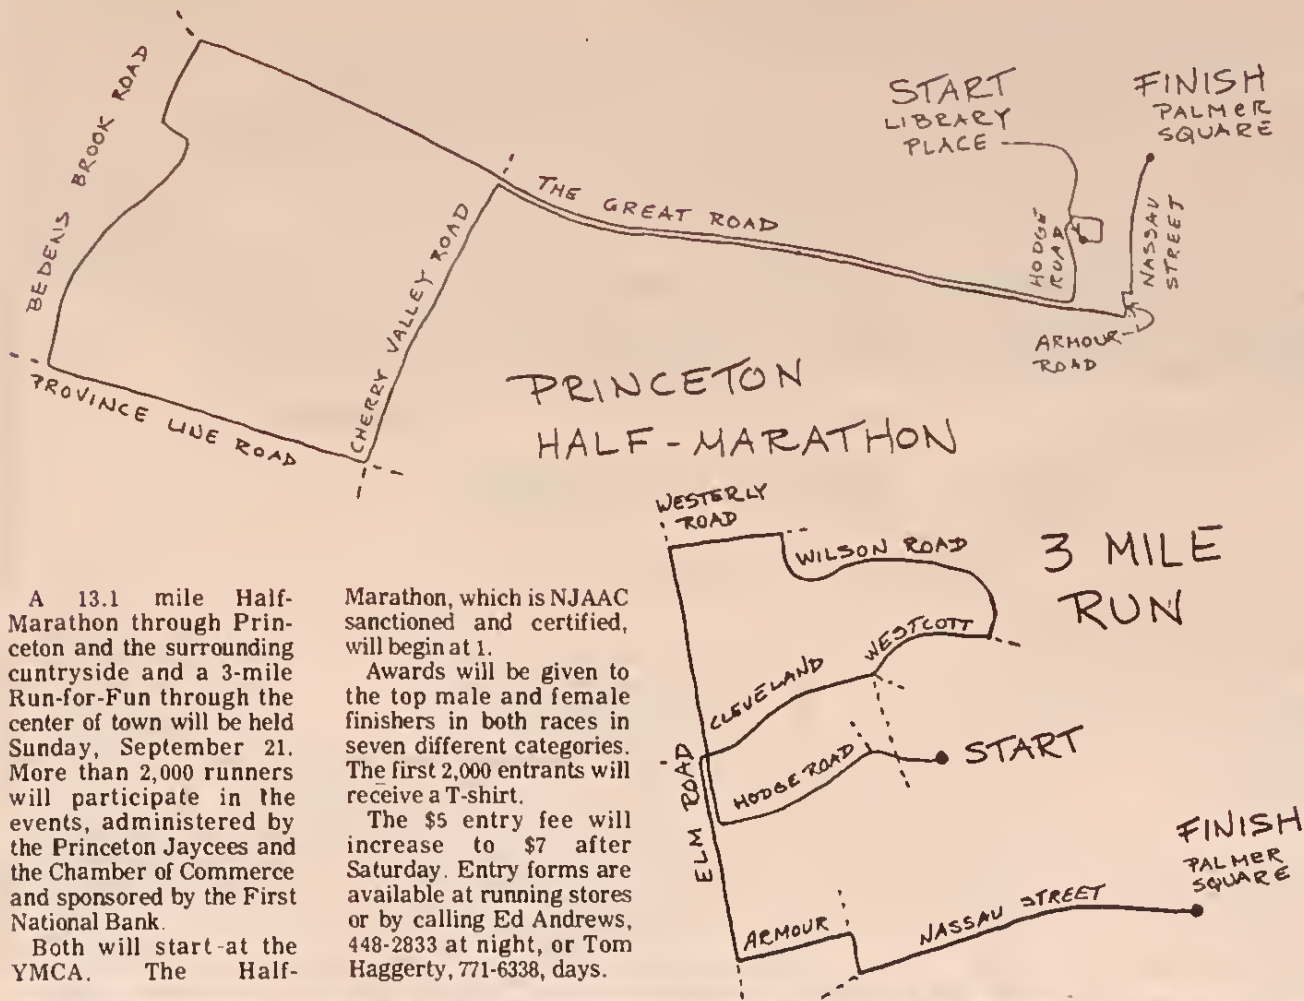 BEDENS BROOK ROAD
THE GREAT ROAD
CHERRY VALLEY ROAD
PROVINCE LINE ROAD
START
LIBRARY
PLACE
HODGE
ROAD
FINISH
PALMER
SQUARE
NASSAU
STREET
ARMOUR
ROAD
PRINCETON
HALF-MARATHON
3 MILE
RUN
WESTERLY
ROAD
WILSON ROAD
WESTCOTT
CLEVELAND
HODGE ROAD
START
ELM ROAD
ARMOUR
NASSAU STREET
FINISH
PALMER
SQUARE
A 13.1 mile Half-
Marathon through Prin-
ceton and the surrounding
cuntryside and a 3-mile
Run-for-Fun through the
center of town will be held
Sunday, September 21.
More than 2,000 runners
will participate in the
events, administered by
the Princeton Jaycees and
the Chamber of Commerce
and sponsored by the First
National Bank.
Both will start at the
YMCA. The Half-
Marathon, which is NJAAC
sanctioned and certified,
will begin at 1.
Awards will be given to
the top male and female
finishers in both races in
seven different categories.
The first 2,000 entrants will
receive a T-shirt.
The $5 entry fee will
increase to $7 after
Saturday. Entry forms are
available at running stores
or by calling Ed Andrews,
448-2833 at night, or Tom
Haggerty, 771-6338, days.